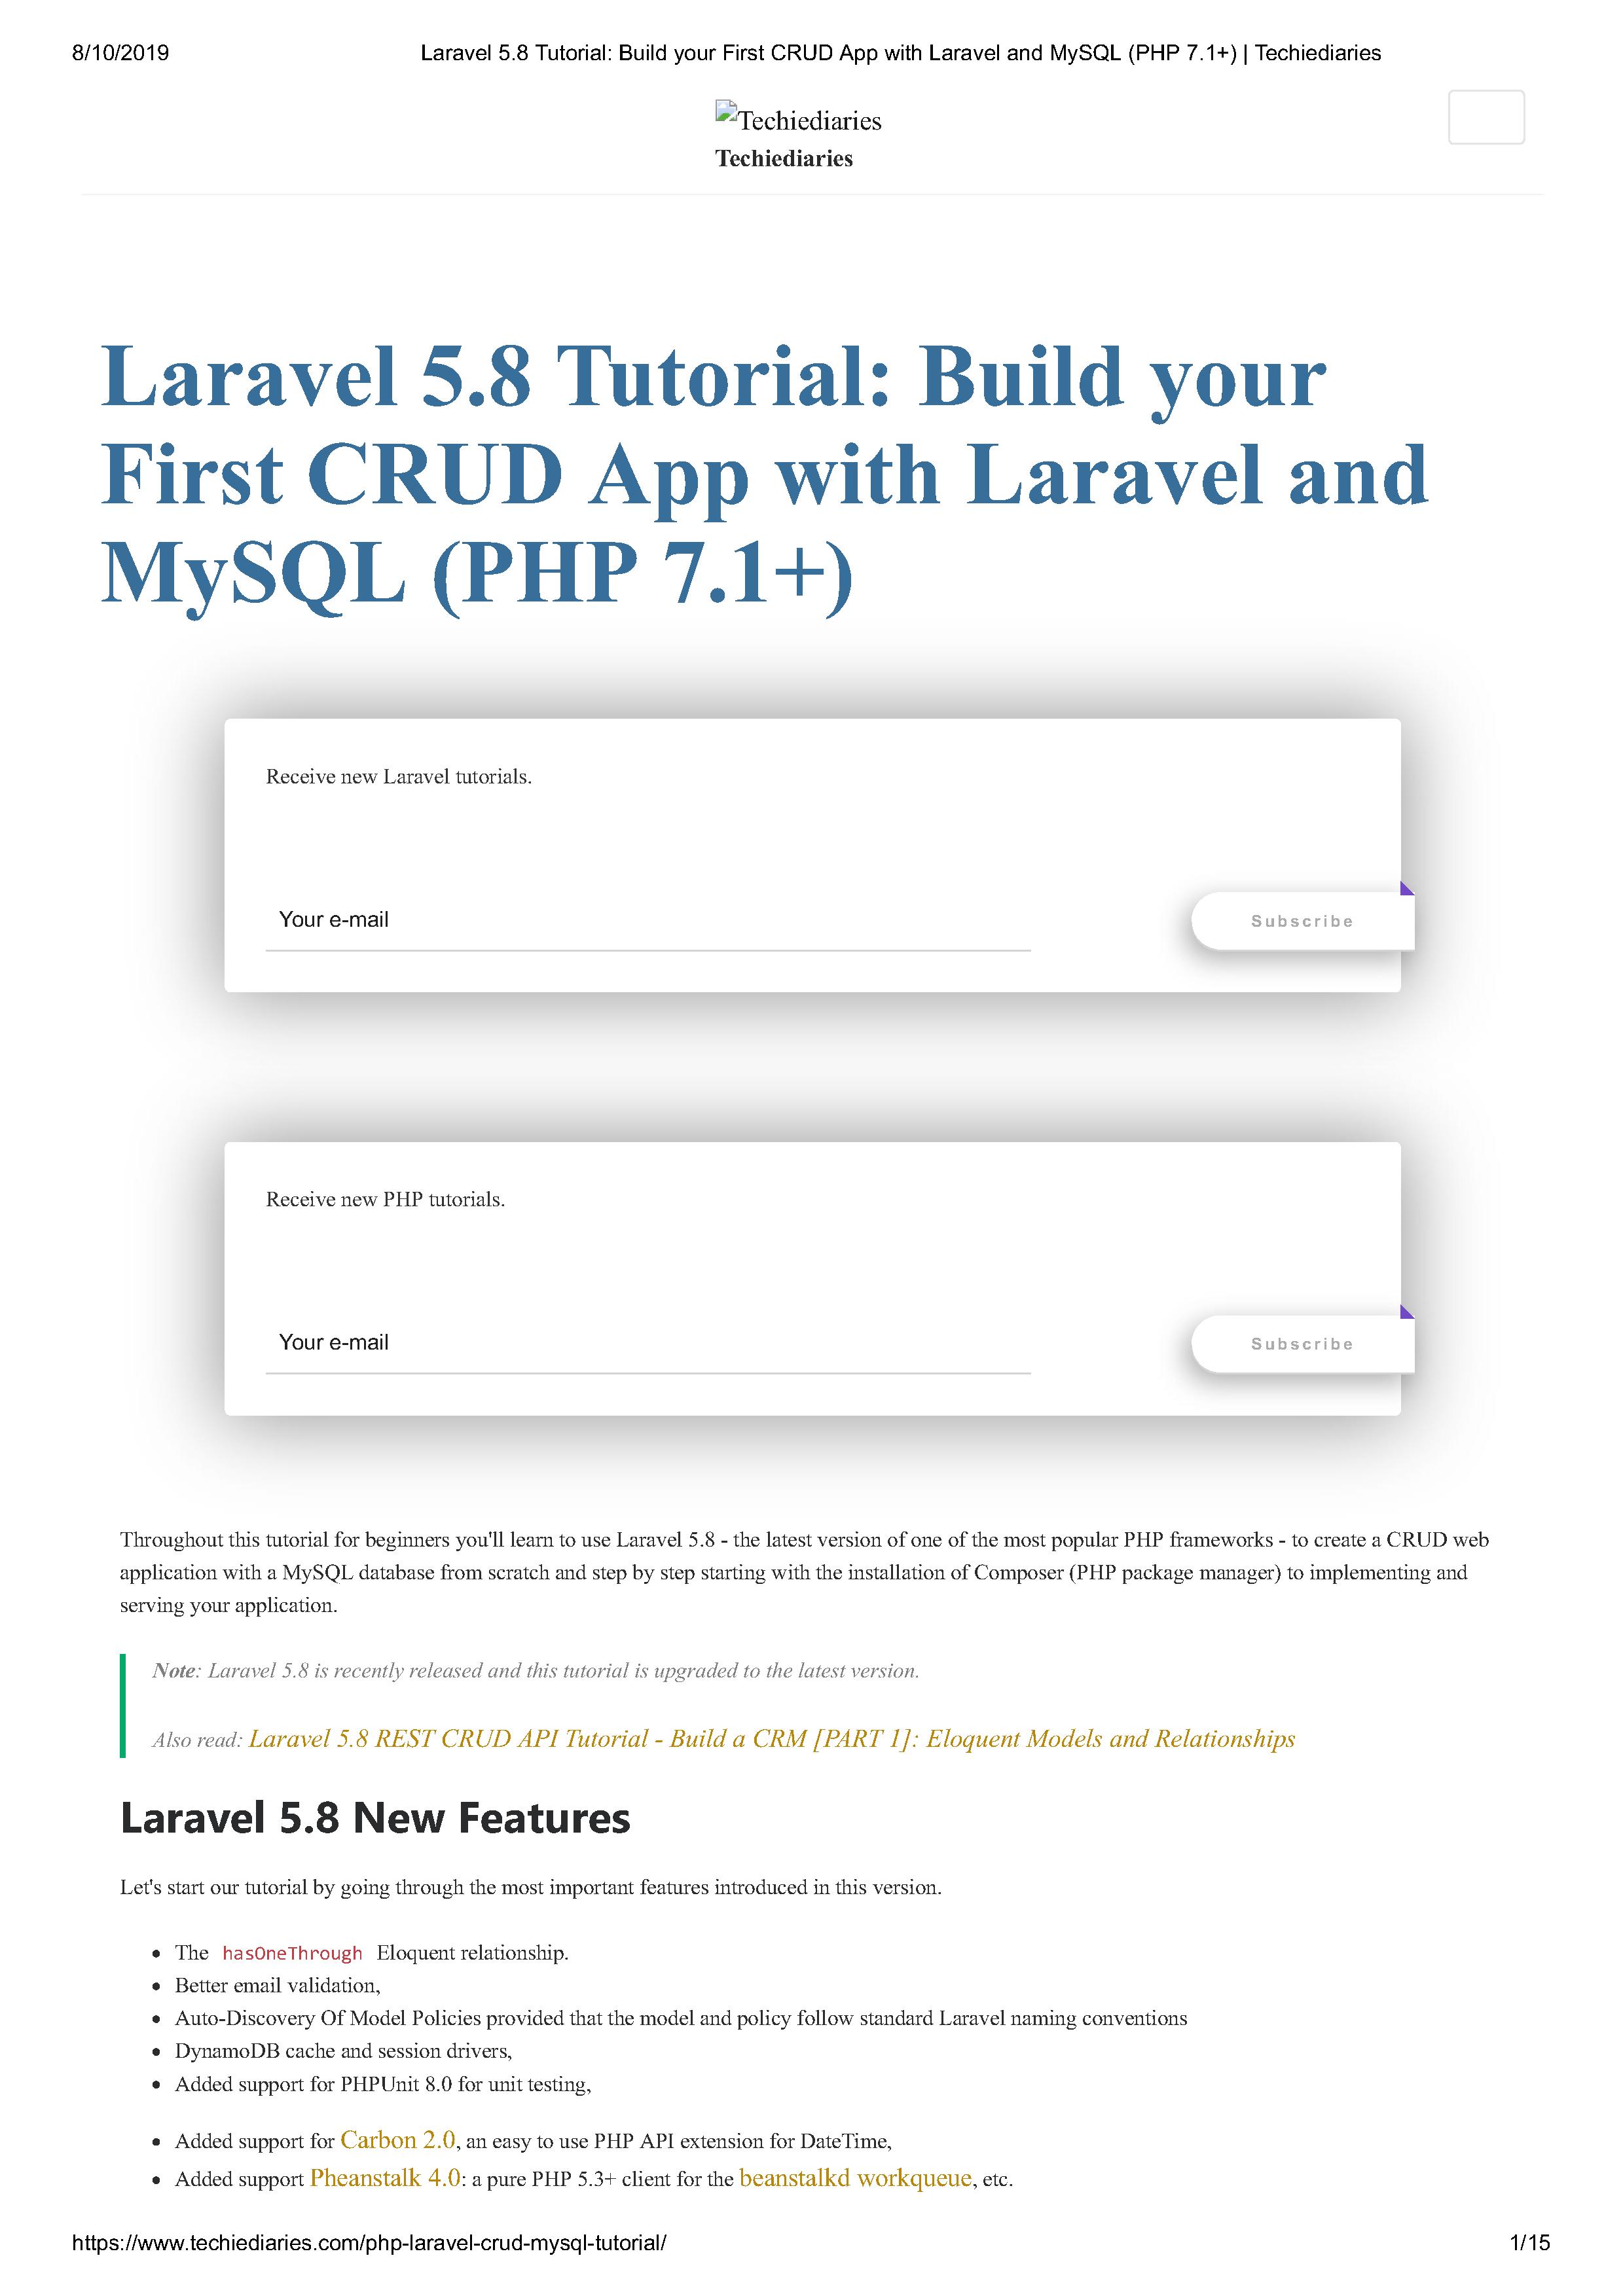 8/10/2019 Laravel 5.8 Tutorial: Build your First CRUD App with Laravel and MySQL (PHP 7.1+) | Techiediaries
Techiediaries
Techiediaries
Laravel 5.8 Tutorial: Build your
First CRUD App with Laravel and
MySQL (PHP 7.1+)
Receive new Laravel tutorials.
Your e-mail Subscribe
Receive new PHP tutorials.
Your e-mail Subscribe
Throughout this tutorial for beginners you'll learn to use Laravel 5.8 - the latest version of one of the most popular PHP frameworks - to create a CRUD web
application with a MySQL database from scratch and step by step starting with the installation of Composer (PHP package manager) to implementing and
serving your application.
Note: Laravel 5.8 is recently released and this tutorial is upgraded to the latest version.
Also read: Laravel 5.8 REST CRUD API Tutorial - Build a CRM [PART 1]: Eloquent Models and Relationships
Laravel 5.8 New Features
Let's start our tutorial by going through the most important features introduced in this version.
• The hasOneThrough Eloquent relationship.
• Better email validation,
• Auto-Discovery Of Model Policies provided that the model and policy follow standard Laravel naming conventions
• DynamoDB cache and session drivers,
• Added support for PHPUnit 8.0 for unit testing,
• Added support for Carbon 2.0, an easy to use PHP API extension for DateTime,
• Added support Pheanstalk 4.0: a pure PHP 5.3+ client for the beanstalkd workqueue, etc.
https://www.techiediaries.com/php-laravel-crud-mysql-tutorial/ 1/15